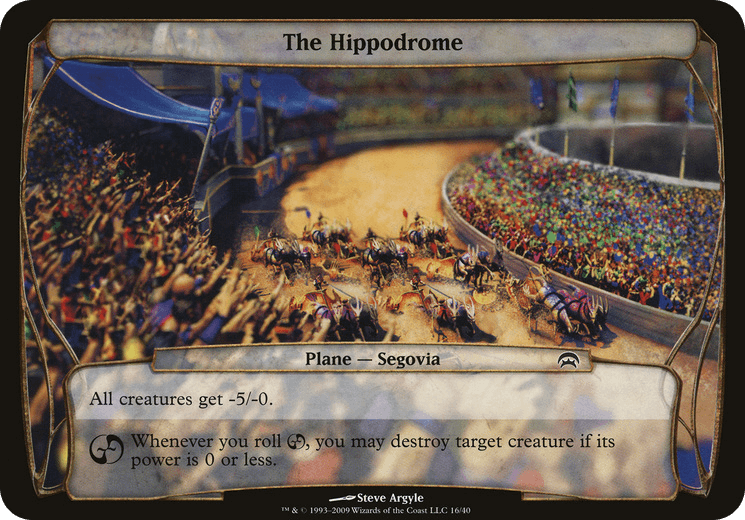 The Hippodrome
Plane — Segovia
All creatures get -5/-0.
Whenever you roll , you may destroy target creature if its
power is 0 or less.
Steve Argyle
™ & © 1993–2009 Wizards of the Coast LLC 16/40